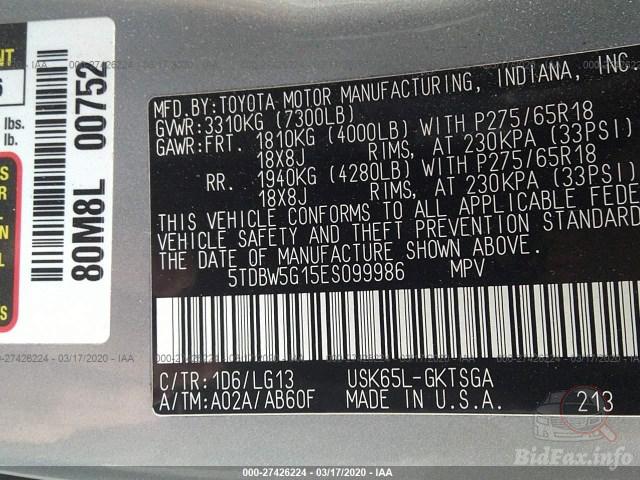 NT
lbs.
lb.
S
R
80M8L 00752
MFD.BY:TOYOTA MOTOR MANUFACTURING, INDIANA, INC.
GVWR:3310KG (7300LB)
GAWR:FRT. 1810KG (4000LB) WITH P275/65R18
18X8J RIMS, AT 230KPA (33PSI)
RR. 1940KG (4280LB) WITH P275/65R18
18X8J RIMS, AT 230KPA (33PSI)
THIS VEHICLE CONFORMS TO ALL APPLICABLE FEDE
VEHICLE SAFETY AND THEFT PREVENTION STANDARD
THE DATE OF MANUFACTURE SHOWN ABOVE.
5TDBW5G15ES099986 MPV
C/TR:1D6/LG13 USK65L-GKTSGA
A/TM:A02A/AB60F MADE IN U.S.A. 213
000-27426224 - 03/17/2020 - IAA
BidFax.info